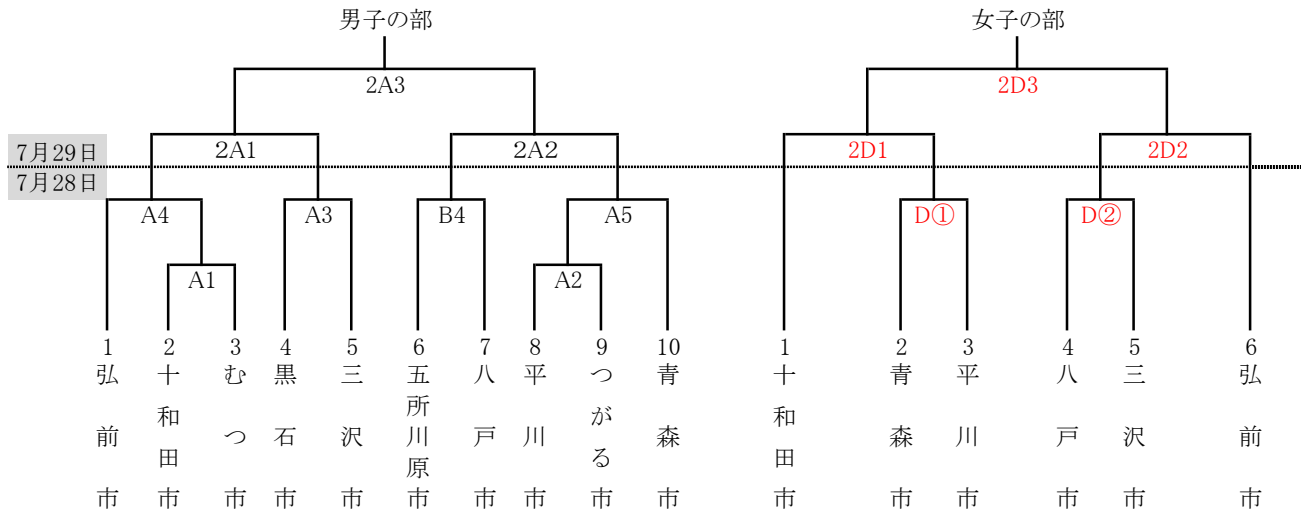 男子の部 女子の部
2A3 2D3
7月29日 2A1 2A2 2D1 2D2
7月28日
A4 A3 B4 A5 D① D②
A1 A2
1 2 3 4 5 6 7 8 9 10 1 2 3 4 5 6
弘前市
十和田市
むつ市
黒石市
三沢市
五所川原市
八戸市
平川市
つがる市
青森市
十和田市
青森市
平川市
八戸市
三沢市
弘前市